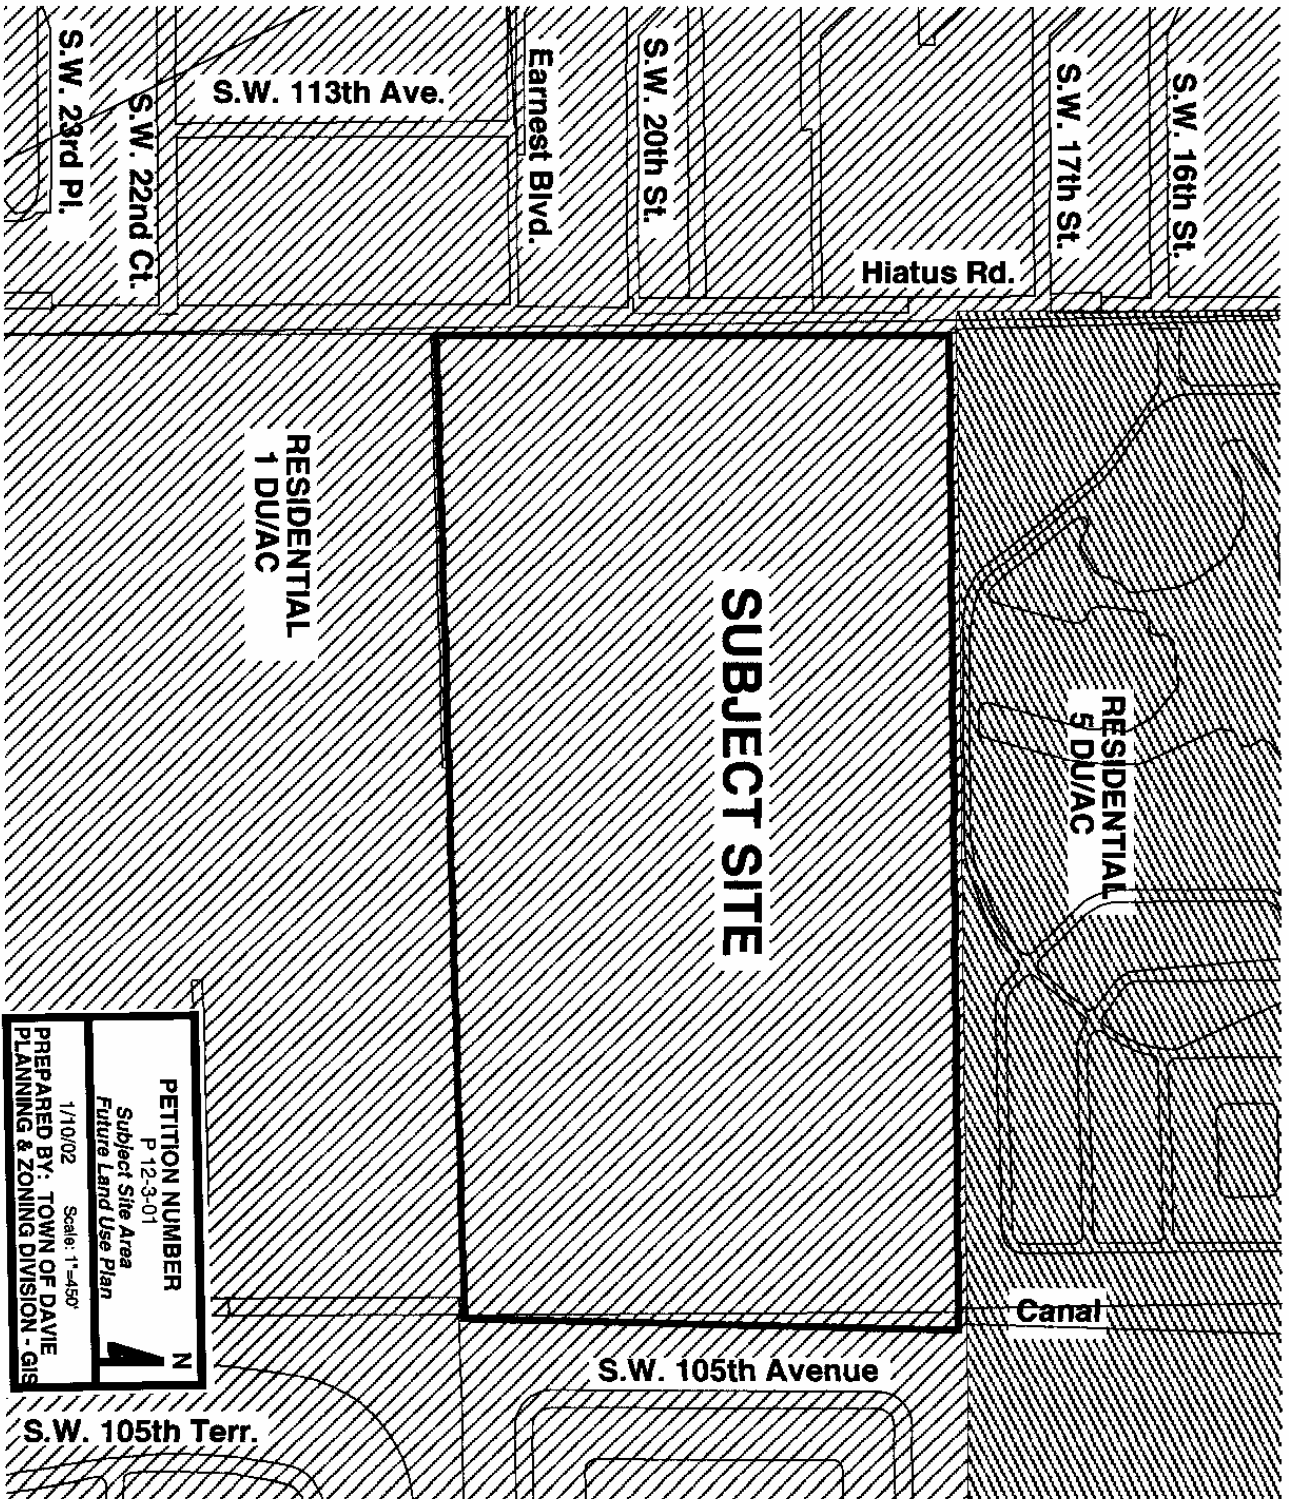 S.W. 16th St.
S.W. 17th St.
Hiatus Rd.
S.W. 20th St.
Earnest Blvd.
S.W. 113th Ave.
S.W. 22nd Ct.
S.W. 23rd Pl.
RESIDENTIAL
5 DU/AC
SUBJECT SITE
RESIDENTIAL
1 DU/AC
Canal
S.W. 105th Avenue
S.W. 105th Terr.
PETITION NUMBER
P 12-3-01
Subject Site Area
Future Land Use Plan
N
1/10/02 Scale: 1"=450'
PREPARED BY: TOWN OF DAVIE
PLANNING & ZONING DIVISION - GIS